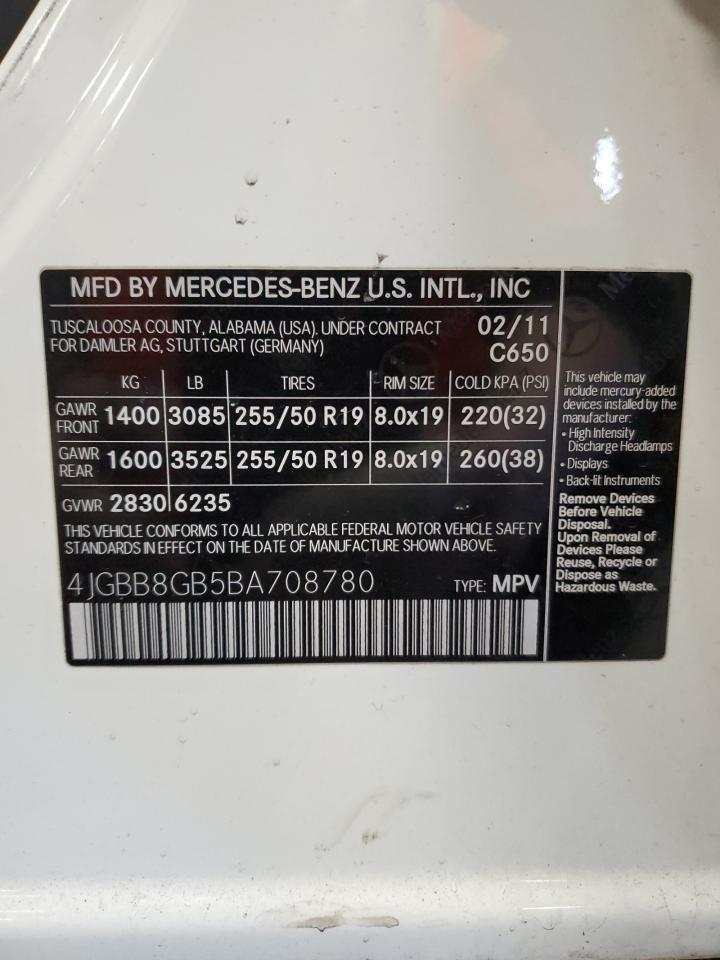 MFD BY MERCEDES-BENZ U.S. INTL., INC
TUSCALOOSA COUNTY, ALABAMA (USA). UNDER CONTRACT
FOR DAIMLER AG, STUTTGART (GERMANY)
02/11
C650
KG LB TIRES RIM SIZE COLD KPA (PSI)
GAWR FRONT 1400 3085 255/50 R19 8.0x19 220(32)
GAWR REAR 1600 3525 255/50 R19 8.0x19 260(38)
GVWR 2830 6235
THIS VEHICLE CONFORMS TO ALL APPLICABLE FEDERAL MOTOR VEHICLE SAFETY
STANDARDS IN EFFECT ON THE DATE OF MANUFACTURE SHOWN ABOVE.
4JGBB8GB5BA708780 TYPE: MPV
This vehicle may
include mercury-added
devices installed by the
manufacturer:
• High Intensity
Discharge Headlamps
• Displays
• Back-lit Instruments
Remove Devices
Before Vehicle
Disposal.
Upon Removal of
Devices Please
Reuse, Recycle or
Dispose as
Hazardous Waste.